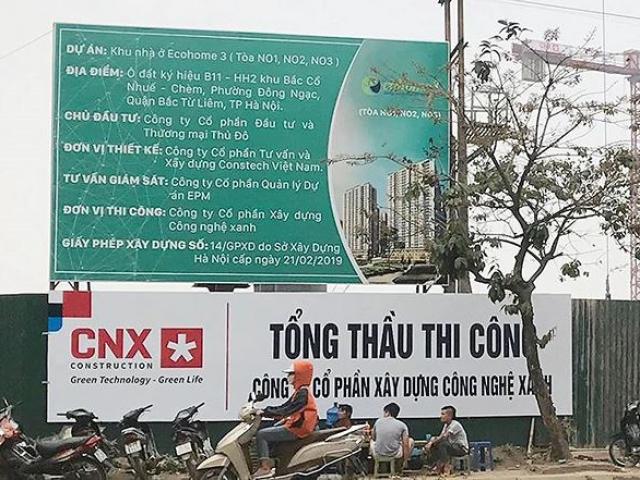 DỰ ÁN: Khu nhà ở Ecohome 3 ( Tòa NO1, NO2, NO3 )
ĐỊA ĐIỂM: Ô đất ký hiệu B11 - HH2 khu Bắc Cổ
Nhuế - Chèm, Phường Đông Ngạc,
Quận Bắc Từ Liêm, TP Hà Nội.
CHỦ ĐẦU TƯ: Công ty Cổ phần Đầu tư và
Thương mại Thủ Đô
ĐƠN VỊ THIẾT KẾ: Công ty Cổ phần Tư vấn và
Xây dựng Constech Việt Nam.
TƯ VẤN GIÁM SÁT: Công ty Cổ phần Quản lý Dự
án EPM
ĐƠN VỊ THI CÔNG: Công ty Cổ phần Xây dựng
Công nghệ xanh
GIẤY PHÉP XÂY DỰNG SỐ: 14/GPXD do Sở Xây Dựng
Hà Nội cấp ngày 21/02/2019
(TÒA NO1, NO2, NO3)
CNX
CONSTRUCTION
Green Technology - Green Life
TỔNG THẦU THI CÔNG
CÔNG TY CỔ PHẦN XÂY DỰNG CÔNG NGHỆ XANH